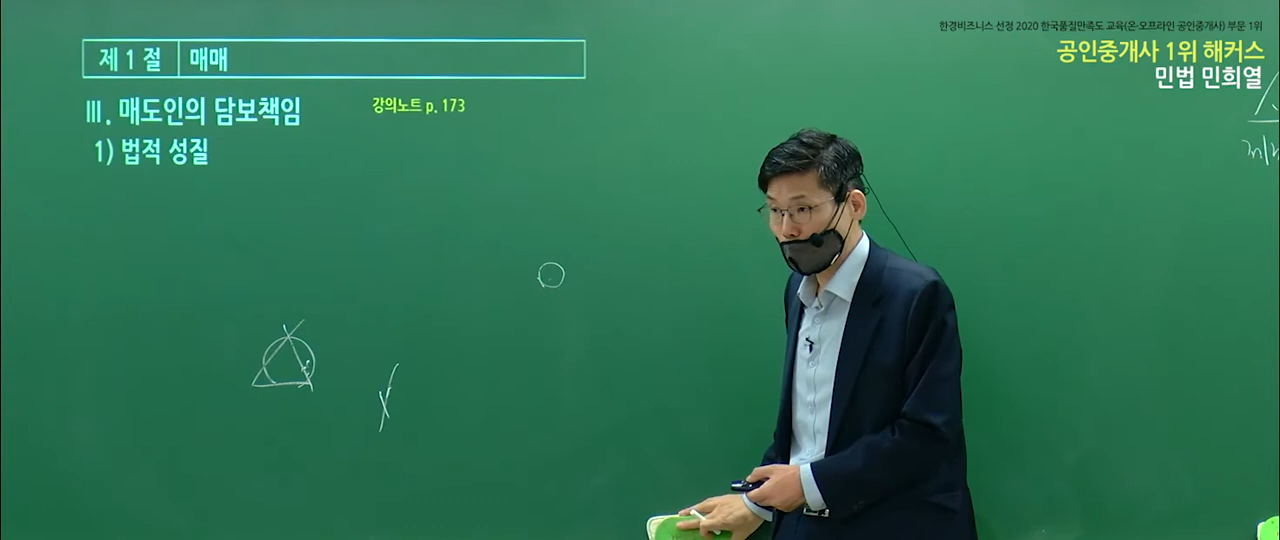 한경비즈니스 선정 2020 한국품질만족도 교육(온·오프라인 공인중개사) 부문 1위
공인중개사 1위 해커스
민법 민희열
제 1 절 매매
Ⅲ. 매도인의 담보책임 강의노트 p. 173
1) 법적 성질